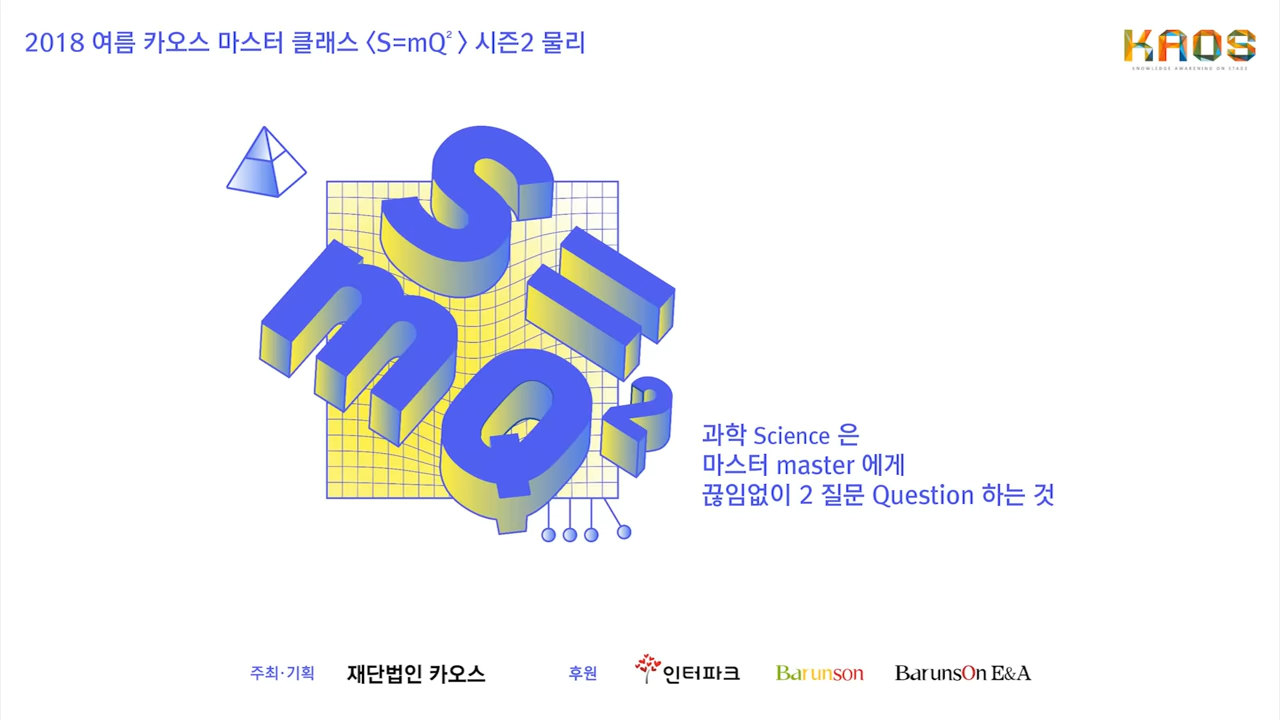 2018 여름 카오스 마스터 클래스 〈S=mQ²〉 시즌2 물리
KAOS
KNOWLEDGE AWAKENING ON STAGE
S=mQ²
과학 Science 은
마스터 master 에게
끊임없이 2 질문 Question 하는 것
주최·기획 재단법인 카오스 후원 인터파크 Barunson BarunsOn E&A